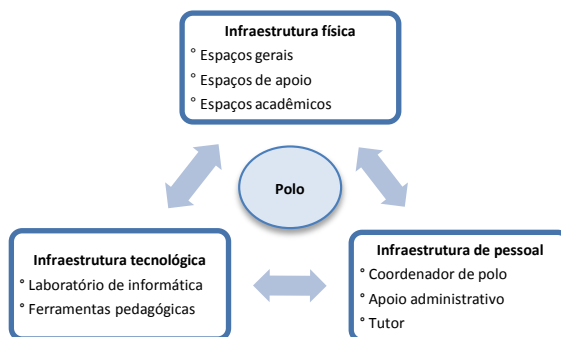 Infraestrutura física
° Espaços gerais
° Espaços de apoio
° Espaços acadêmicos
Polo
Infraestrutura tecnológica
° Laboratório de informática
° Ferramentas pedagógicas
Infraestrutura de pessoal
° Coordenador de polo
° Apoio administrativo
° Tutor